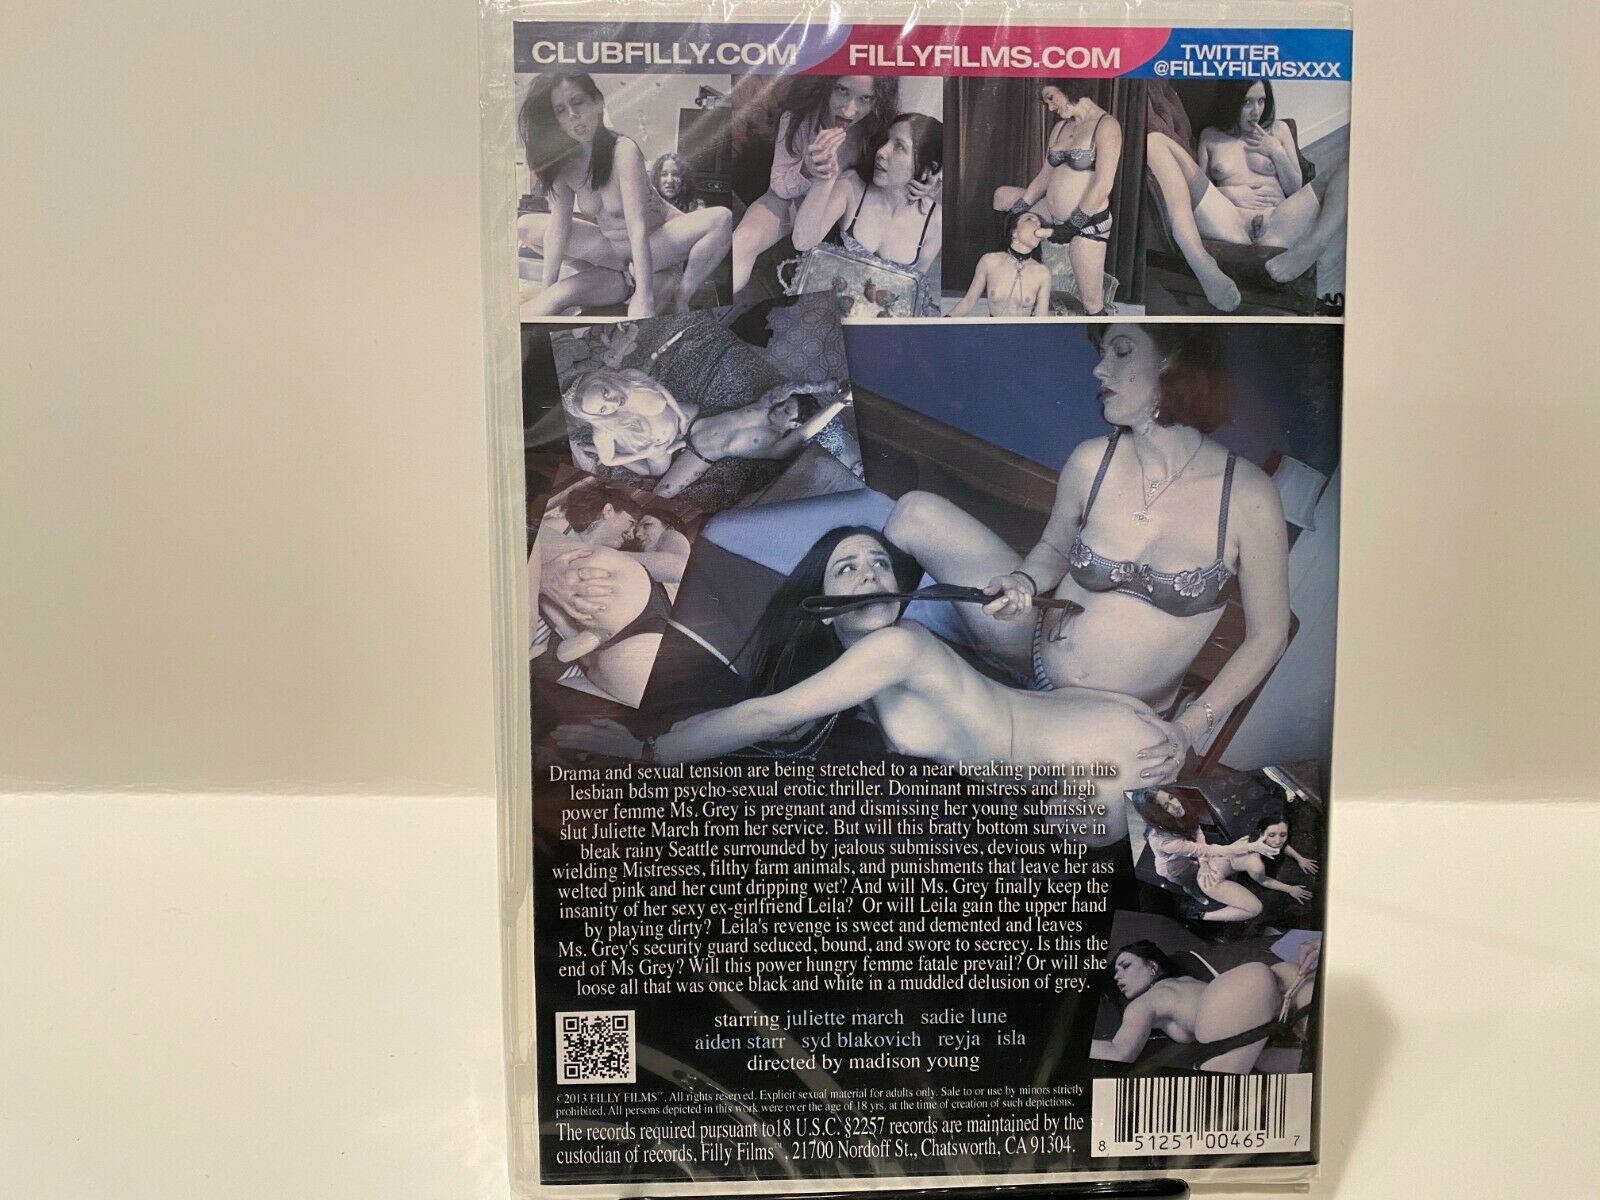 CLUBFILLY.COM
FILLYFILMS.COM
TWITTER
@FILLYFILMSXXX
Drama and sexual tension are being stretched to a near breaking point in this
lesbian bdsm psycho-sexual erotic thriller. Dominant mistress and high
power femme Ms. Grey is pregnant and dismissing her young submissive
slut Juliette March from her service. But will this bratty bottom survive in
bleak rainy Seattle surrounded by jealous submissives, devious whip
wielding Mistresses, filthy farm animals, and punishments that leave her ass
welted pink and her cunt dripping wet? And will Ms. Grey finally keep the
insanity of her sexy ex-girlfriend Leila? Or will Leila gain the upper hand
by playing dirty? Leila's revenge is sweet and demented and leaves
Ms. Grey's security guard seduced, bound, and swore to secrecy. Is this the
end of Ms Grey? Will this power hungry femme fatale prevail? Or will she
loose all that was once black and white in a muddled delusion of grey.
starring juliette march sadie lune
aiden starr syd blakovich reyja isla
directed by madison young
©2013 FILLY FILMS™. All rights reserved. Explicit sexual material for adults only. Sale to or use by minors strictly
prohibited. All persons depicted in this work were over the age of 18 yrs. at the time of creation of such depictions.
The records required pursuant to18 U.S.C. §2257 records are maintained by the
custodian of records, Filly Films™, 21700 Nordoff St., Chatsworth, CA 91304.
8 51251 00465 7